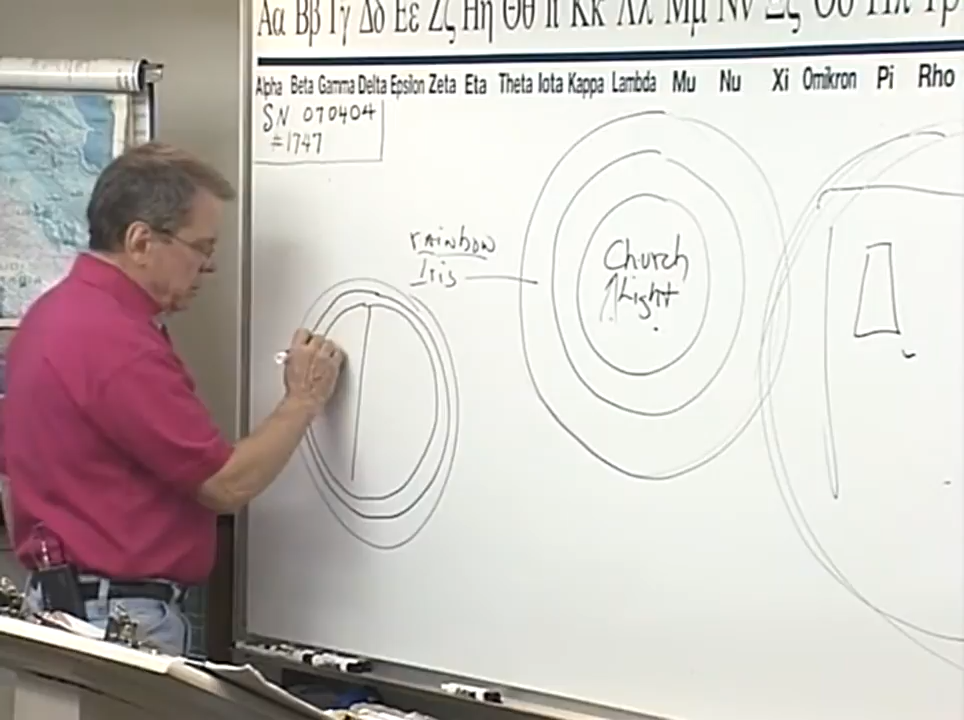 Αα Ββ Γγ Δδ Εε Ζζ Ηη Θθ Ιι Κκ Λλ Μμ Νν Ξξ Οο Ππ Ρρ
Alpha Beta Gamma Delta Epsilon Zeta Eta Theta Iota Kappa Lambda Mu Nu Xi Omikron Pi Rho
SN 070404
#1747
rainbow
Iris
Church
Light